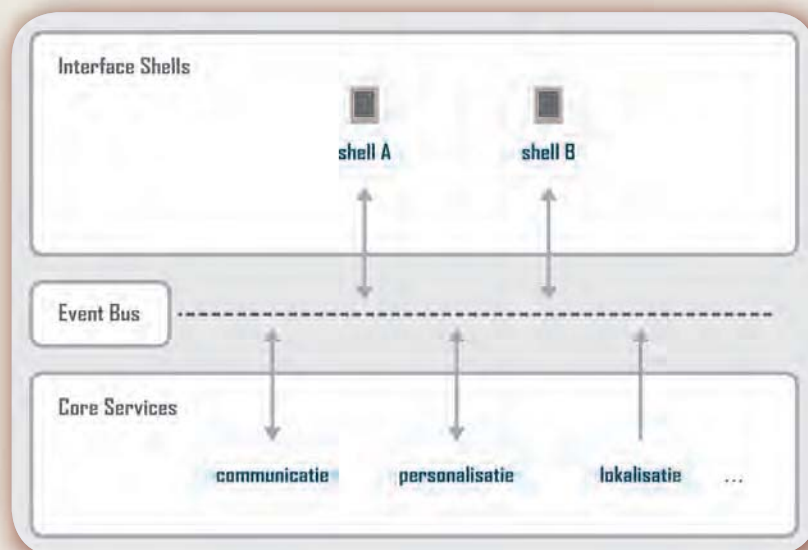 Interface Shells
shell A
shell B
Event Bus
Core Services
communicatie
personalisatie
lokalisatie
...